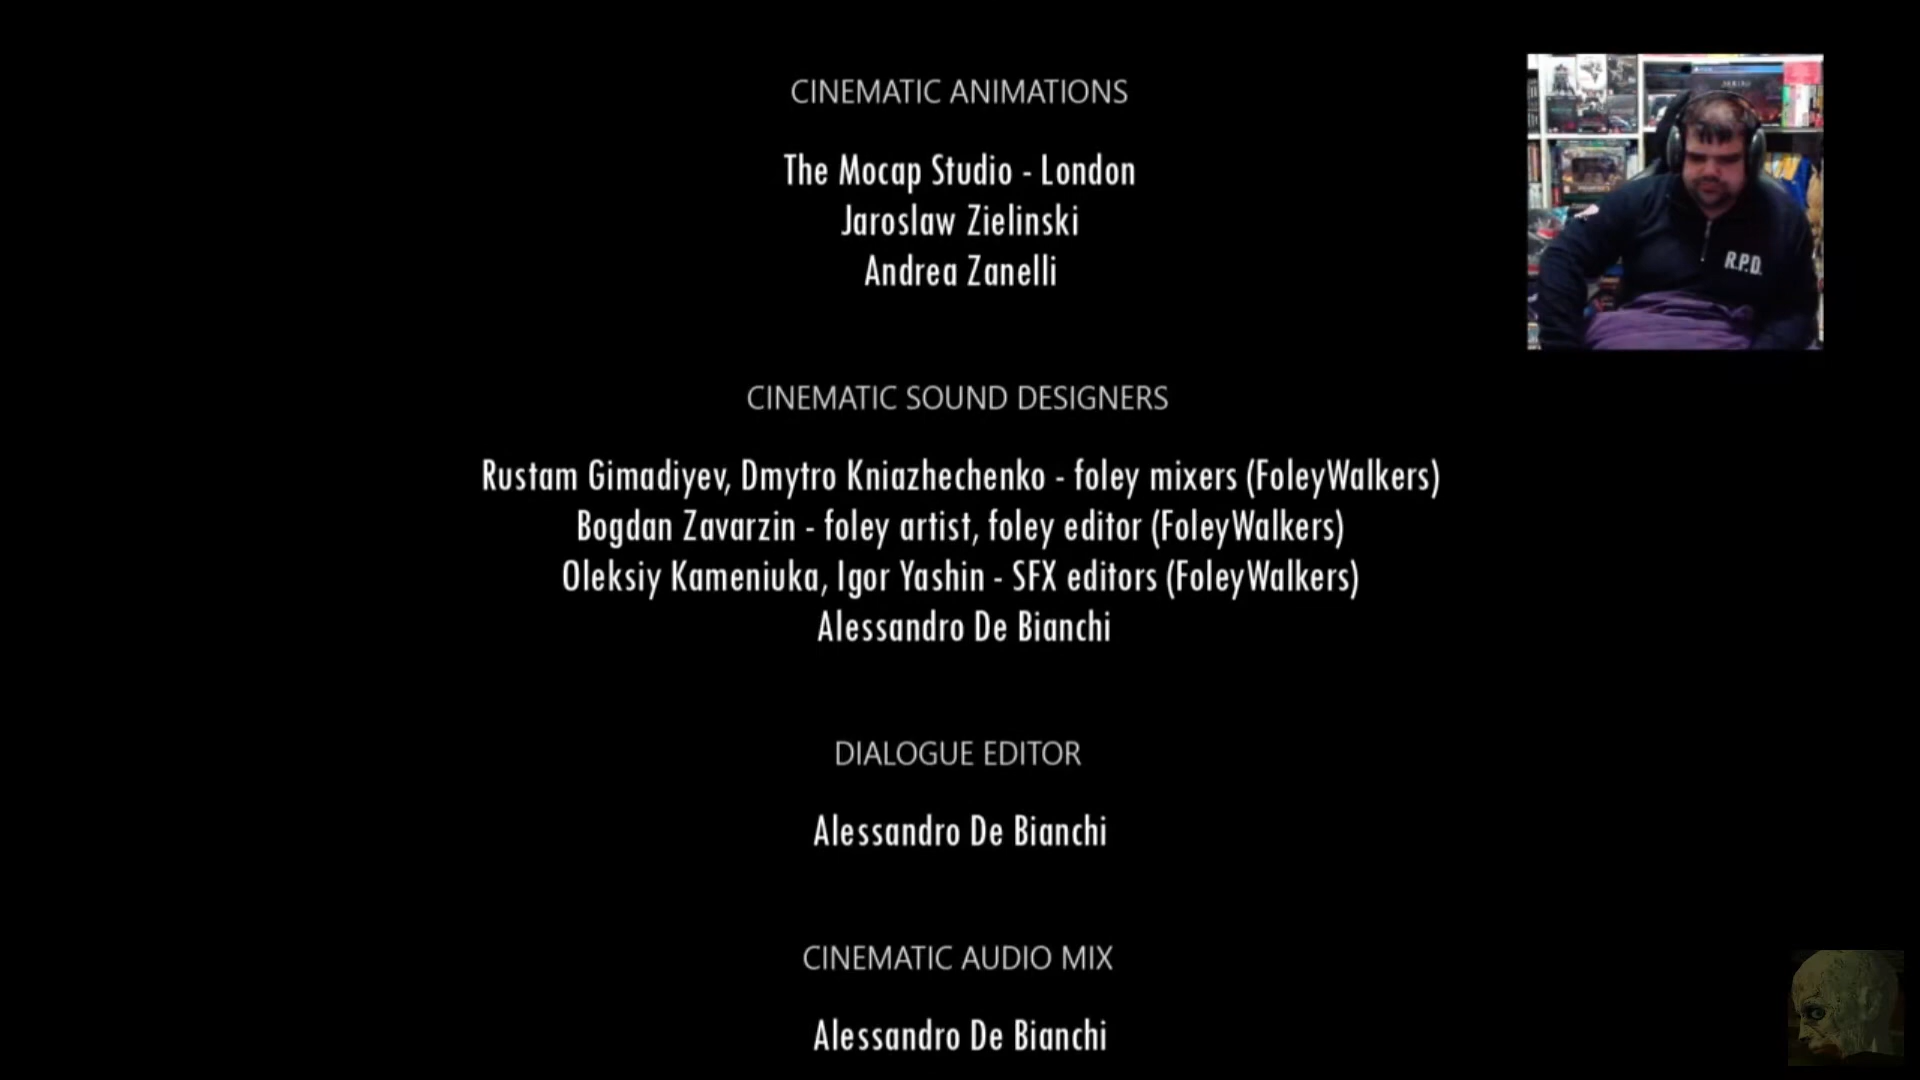 CINEMATIC ANIMATIONS
The Mocap Studio - London
Jaroslaw Zielinski
Andrea Zanelli
CINEMATIC SOUND DESIGNERS
Rustam Gimadiyev, Dmytro Kniazhechenko - foley mixers (FoleyWalkers)
Bogdan Zavarzin - foley artist, foley editor (FoleyWalkers)
Oleksiy Kameniuka, Igor Yashin - SFX editors (FoleyWalkers)
Alessandro De Bianchi
DIALOGUE EDITOR
Alessandro De Bianchi
CINEMATIC AUDIO MIX
Alessandro De Bianchi
R.P.D.